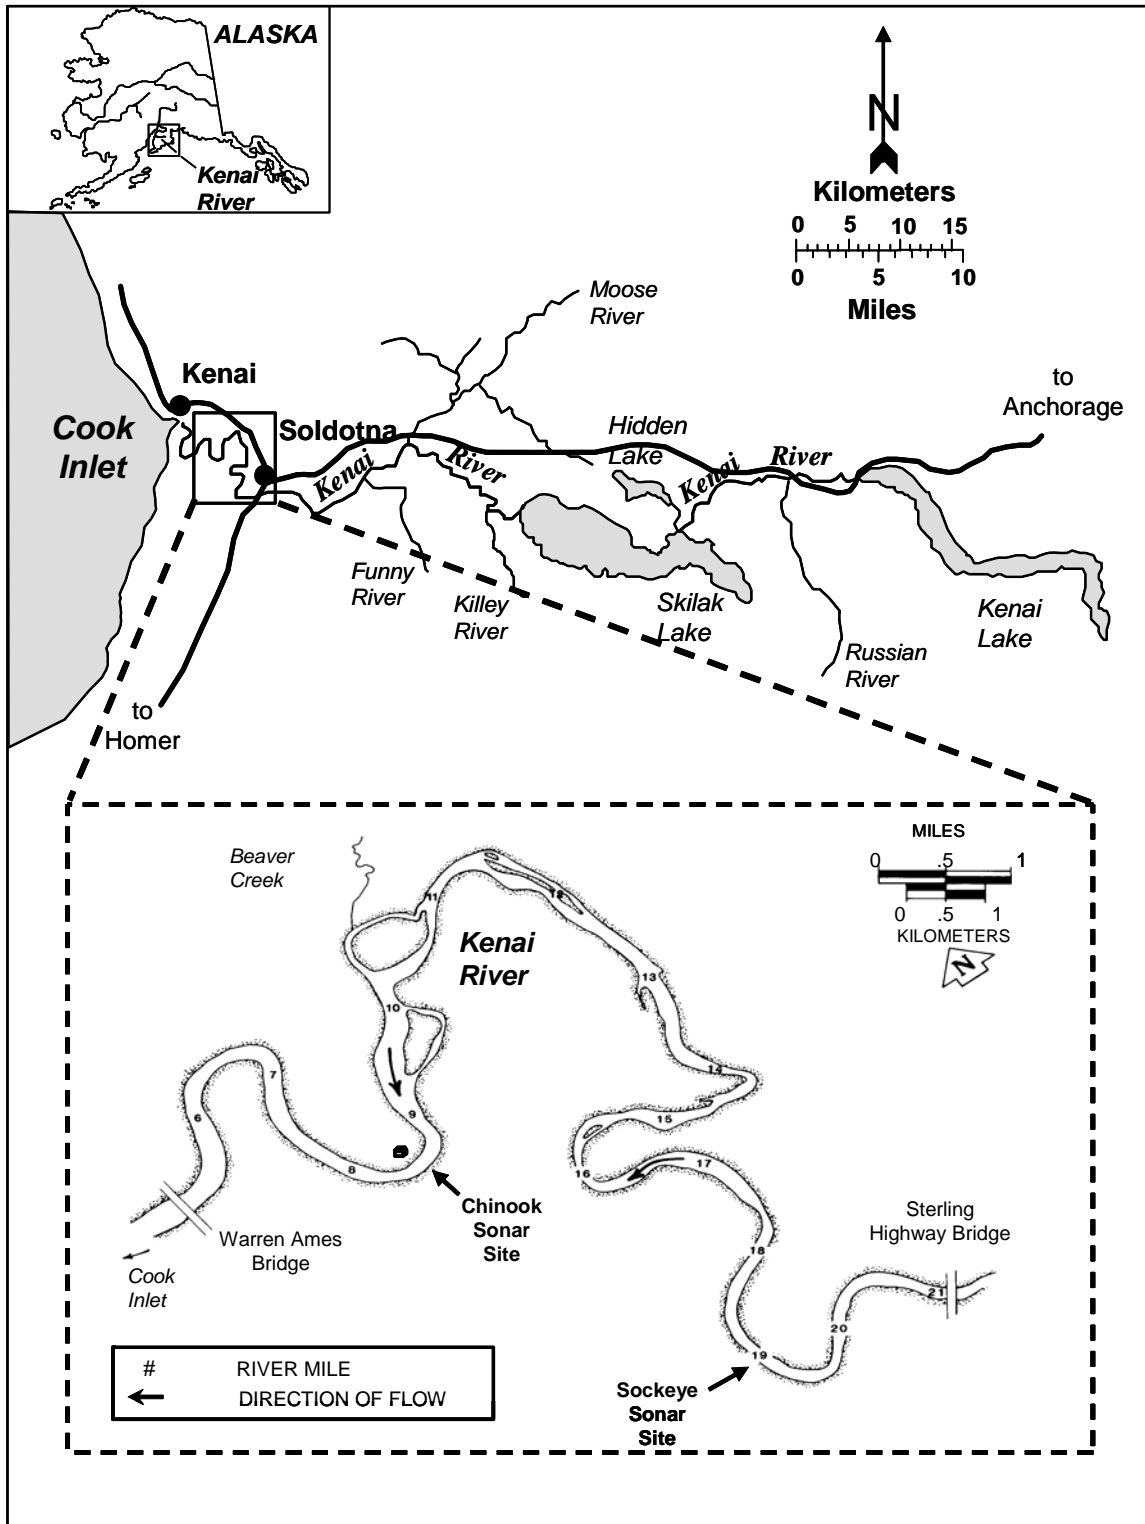 ALASKA
Kenai
River
N
Kilometers
0 5 10 15
0 5 10
Miles
Moose
River
Kenai
Cook
Inlet
Soldotna
Hidden
Lake
to
Anchorage
Kenai
River
Kenai
River
Funny
River
Killey
River
Skilak
Lake
Kenai
Lake
Russian
River
to
Homer
Beaver
Creek
MILES
0 .5 1
0 .5 1
KILOMETERS
N
Kenai
River
11
12
13
10
14
9
15
7
6
8
16
17
18
19
20
21
Chinook
Sonar
Site
Warren Ames
Bridge
Cook
Inlet
Sterling
Highway Bridge
Sockeye
Sonar
Site
# RIVER MILE
DIRECTION OF FLOW